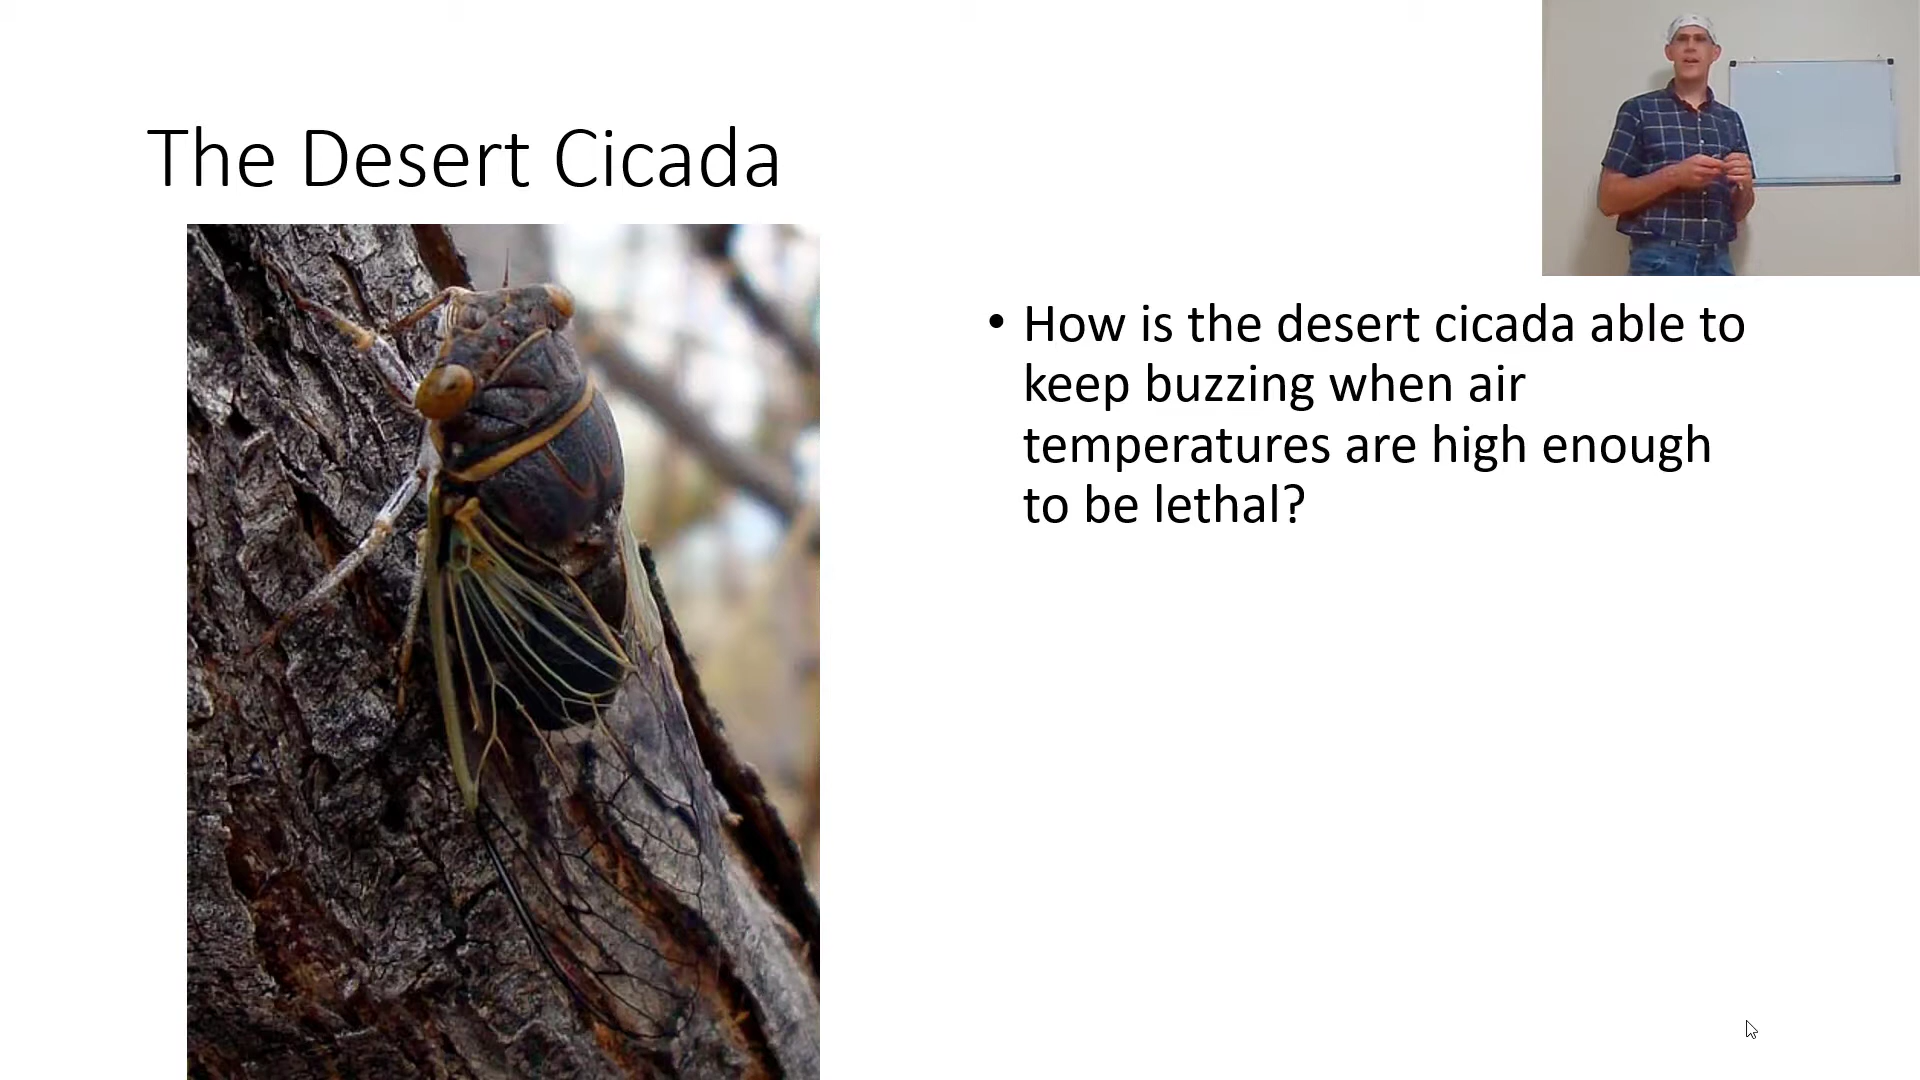 The Desert Cicada
• How is the desert cicada able to
keep buzzing when air
temperatures are high enough
to be lethal?